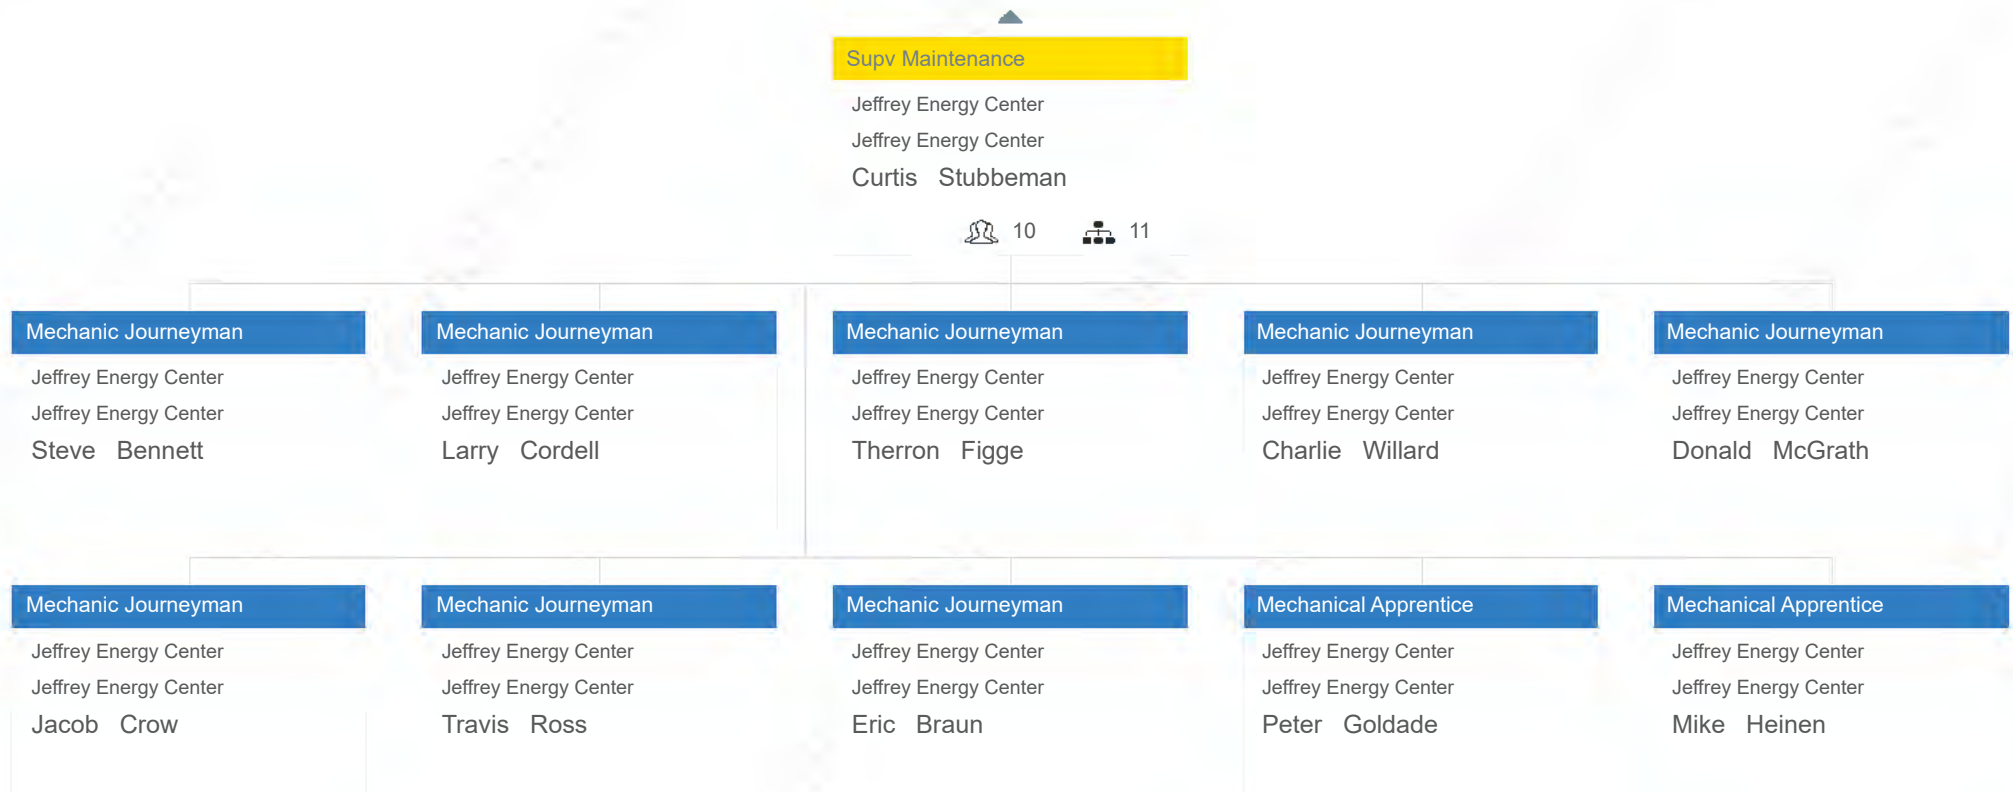 Supv Maintenance
Jeffrey Energy Center
Jeffrey Energy Center
Curtis Stubbeman
10 11
Mechanic Journeyman
Jeffrey Energy Center
Jeffrey Energy Center
Steve Bennett
Mechanic Journeyman
Jeffrey Energy Center
Jeffrey Energy Center
Larry Cordell
Mechanic Journeyman
Jeffrey Energy Center
Jeffrey Energy Center
Therron Figge
Mechanic Journeyman
Jeffrey Energy Center
Jeffrey Energy Center
Charlie Willard
Mechanic Journeyman
Jeffrey Energy Center
Jeffrey Energy Center
Donald McGrath
Mechanic Journeyman
Jeffrey Energy Center
Jeffrey Energy Center
Jacob Crow
Mechanic Journeyman
Jeffrey Energy Center
Jeffrey Energy Center
Travis Ross
Mechanic Journeyman
Jeffrey Energy Center
Jeffrey Energy Center
Eric Braun
Mechanical Apprentice
Jeffrey Energy Center
Jeffrey Energy Center
Peter Goldade
Mechanical Apprentice
Jeffrey Energy Center
Jeffrey Energy Center
Mike Heinen